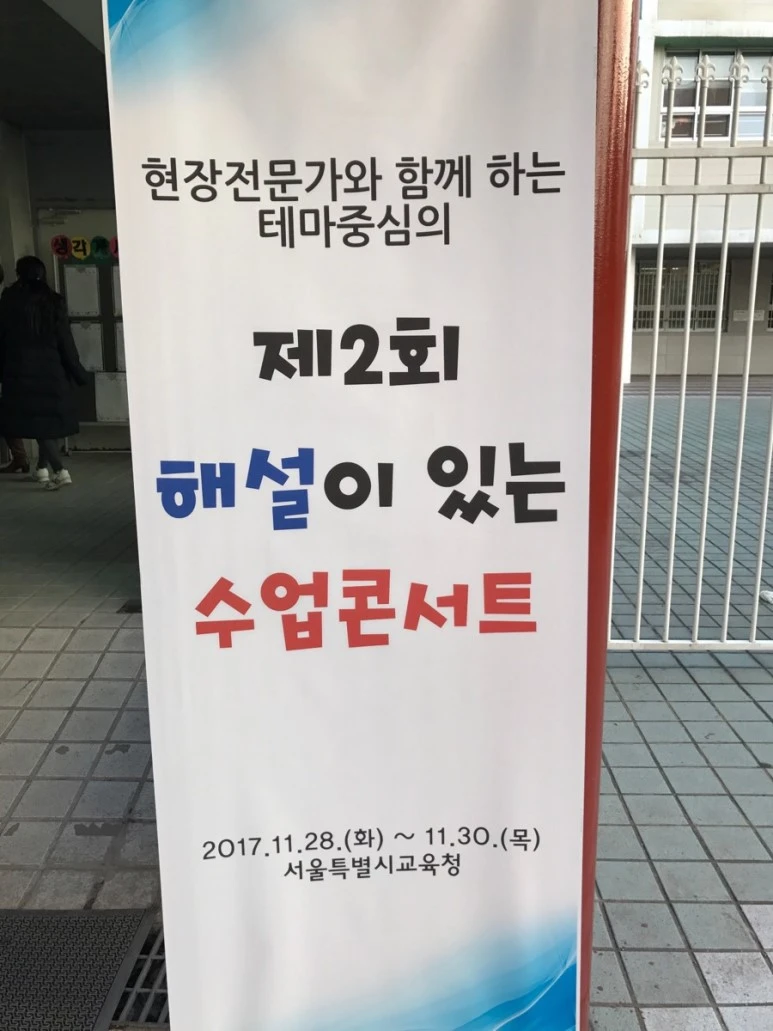 현장전문가와 함께 하는
테마중심의
제2회
해설이 있는
수업콘서트
2017.11.28.(화) ~ 11.30.(목)
서울특별시교육청
생각